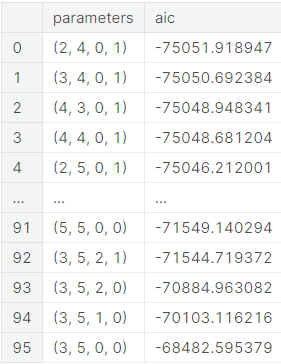 parameters aic
0 (2, 4, 0, 1) -75051.918947
1 (3, 4, 0, 1) -75050.692384
2 (4, 3, 0, 1) -75048.948341
3 (4, 4, 0, 1) -75048.681204
4 (2, 5, 0, 1) -75046.212001
... ... ...
91 (5, 5, 0, 0) -71549.140294
92 (3, 5, 2, 1) -71544.719372
93 (3, 5, 2, 0) -70884.963082
94 (3, 5, 1, 0) -70103.116216
95 (3, 5, 0, 0) -68482.595379